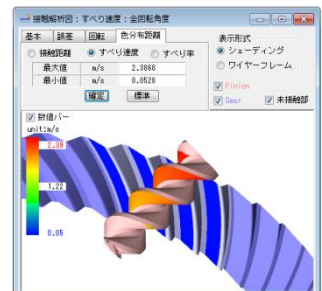 接触解析図：すべり速度：全回転角度
基本 誤差 回転 色分布距離
接触距離 すべり速度 すべり率
最大値 m/s 2.3868
最小値 m/s 0.0528
確定 標準
表示形式
シェーディング
ワイヤーフレーム
Pinion
Gear 未接触部
数値バー
unit:m/s
2.39
1.22
0.05